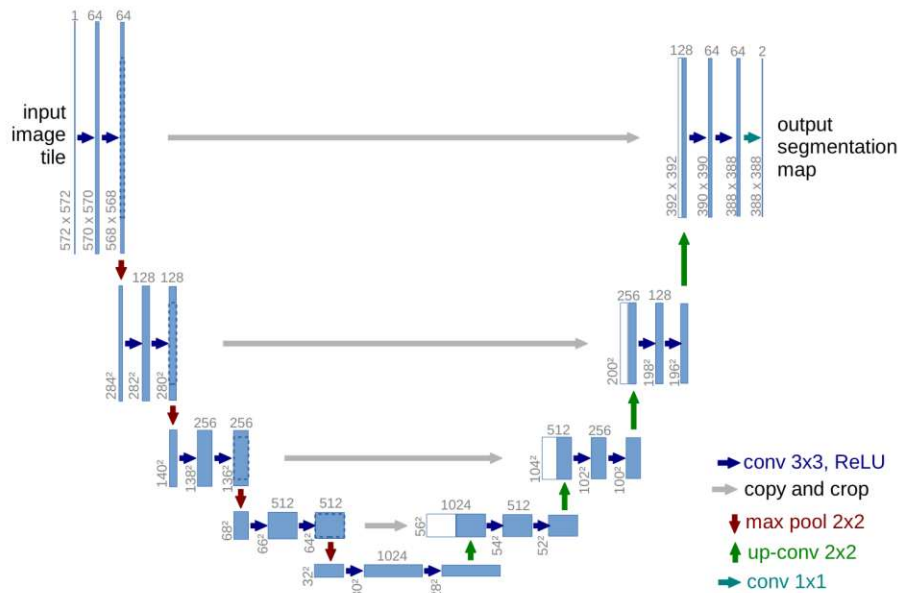 1 64 64
input
image
tile
572 x 572
570 x 570
568 x 568
128 64 64 2
output
segmentation
map
392 x 392
390 x 390
388 x 388
388 x 388
128 128
284²
282²
280²
256 128
200²
198²
196²
256 256
140²
138²
136²
512 256
104²
102²
100²
512 512
68²
66²
64²
1024 512
56²
54²
52²
1024
32²
conv 3x3, ReLU
copy and crop
max pool 2x2
up-conv 2x2
conv 1x1